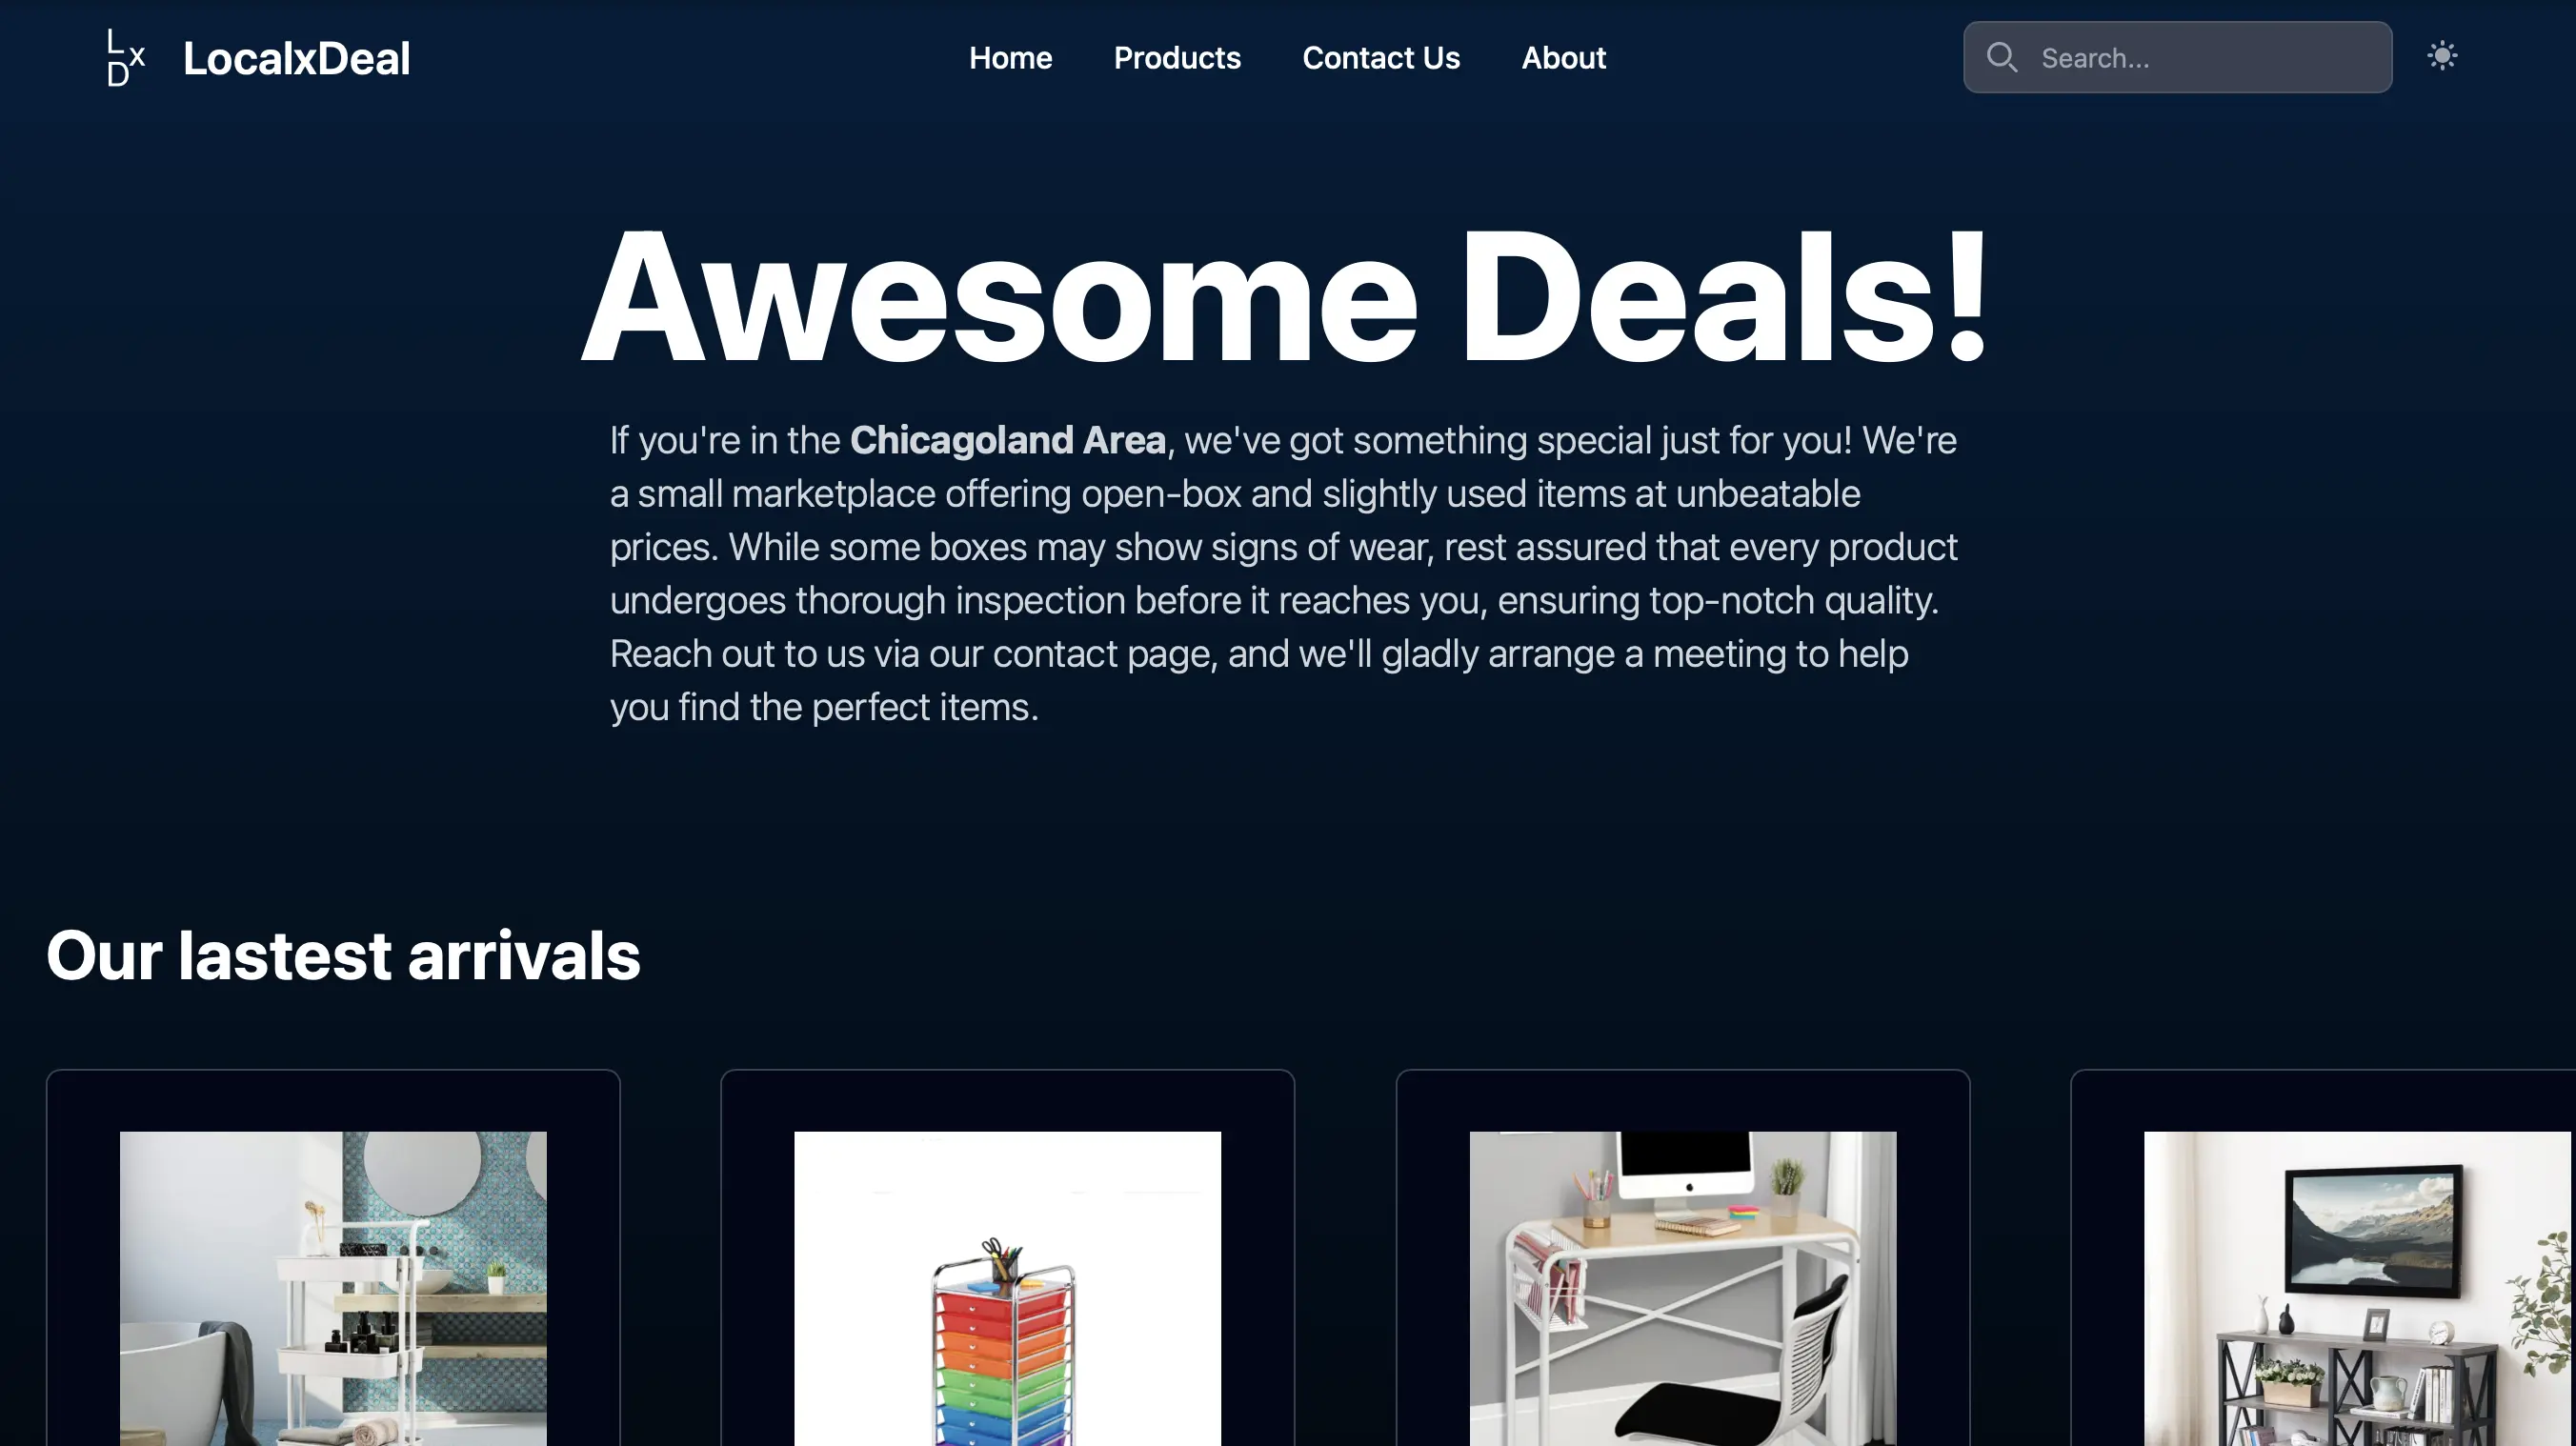 L x
D
LocalxDeal
Home
Products
Contact Us
About
Search...
Awesome Deals!
If you're in the Chicagoland Area, we've got something special just for you! We're
a small marketplace offering open-box and slightly used items at unbeatable
prices. While some boxes may show signs of wear, rest assured that every product
undergoes thorough inspection before it reaches you, ensuring top-notch quality.
Reach out to us via our contact page, and we'll gladly arrange a meeting to help
you find the perfect items.
Our lastest arrivals